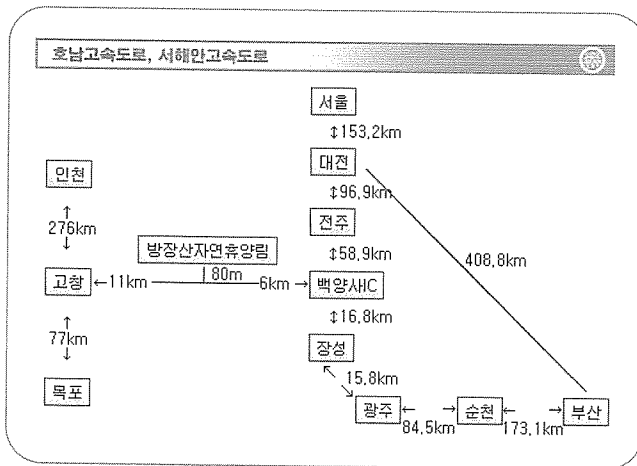 호남고속도로, 서해안고속도로
서울
↕153,2km
대전
인천
↕96,9km
↑
276km
↓
전주
방장산자연휴양림
↕58,9km
408,8km
80m
고창
←11km
6km→
백양새IC
↕16,8km
↑
77km
↓
장성
15,8km
목포
광주
←
→
순천
←
→
부산
84,5km
173,1km